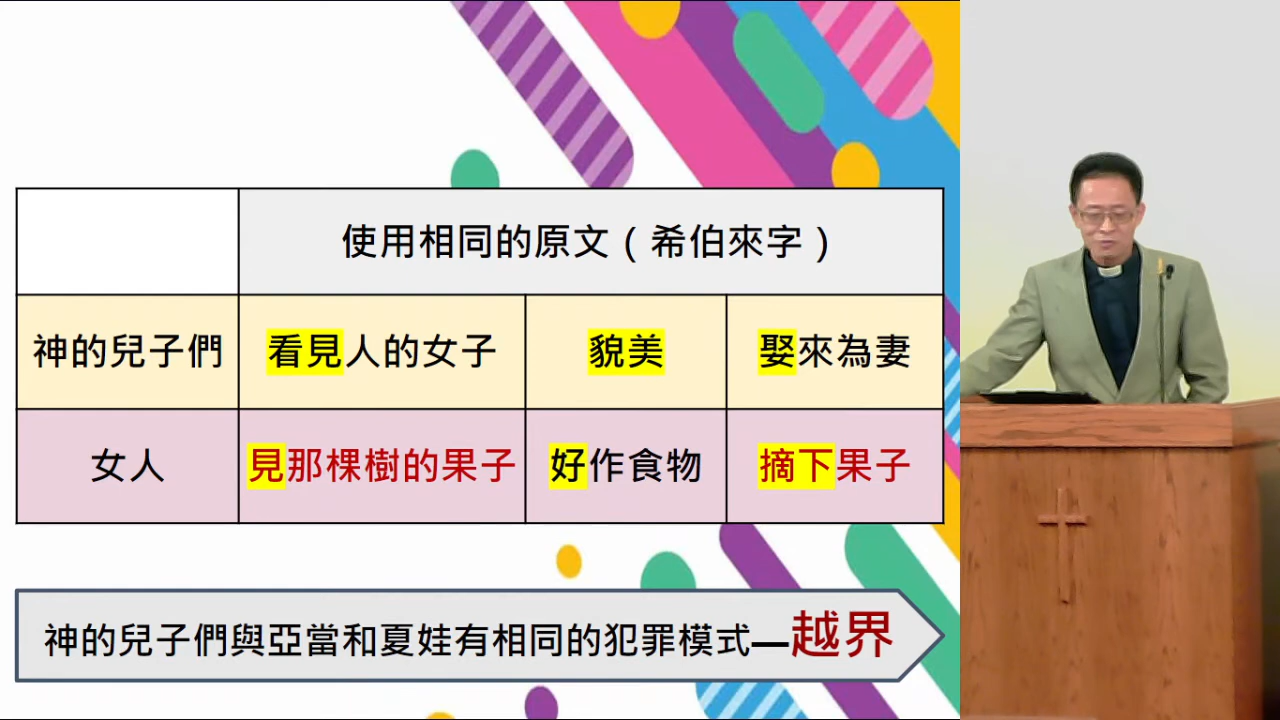 使用相同的原文（希伯來字）
神的兒子們 看見人的女子 貌美 娶來為妻
女人 見那棵樹的果子 好作食物 摘下果子
神的兒子們與亞當和夏娃有相同的犯罪模式—越界